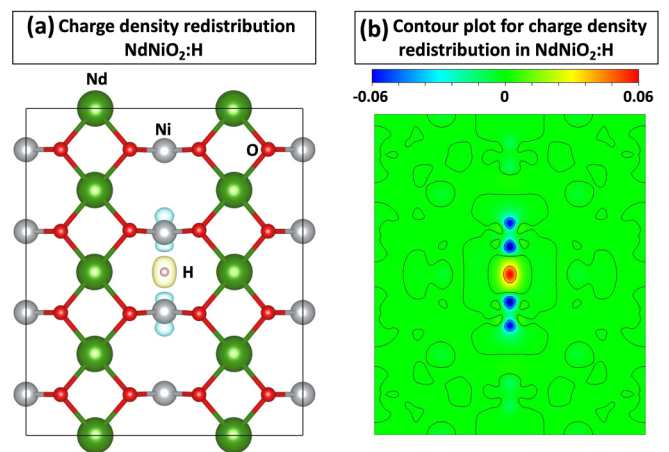 (a) Charge density redistribution
NdNiO₂:H
Nd
Ni
O
H
(b) Contour plot for charge density
redistribution in NdNiO₂:H
-0.06 0 0.06